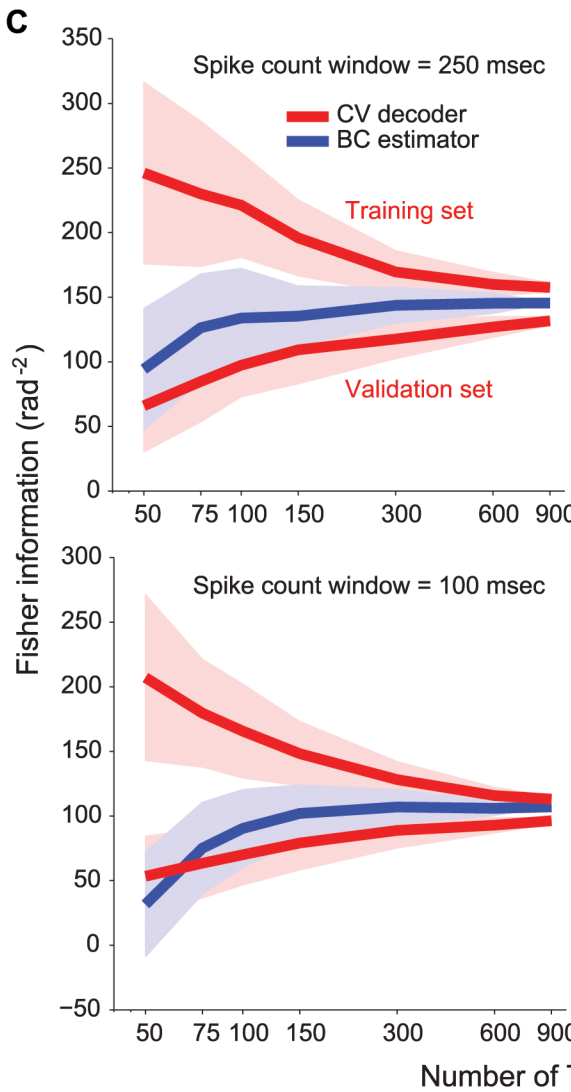 C
Fisher information (rad⁻²)
350
300
250
200
150
100
50
0
Spike count window = 250 msec
CV decoder
BC estimator
Training set
Validation set
50 75 100 150 300 600 900
300
250
200
150
100
50
0
−50
Spike count window = 100 msec
50 75 100 150 300 600 900
Number of